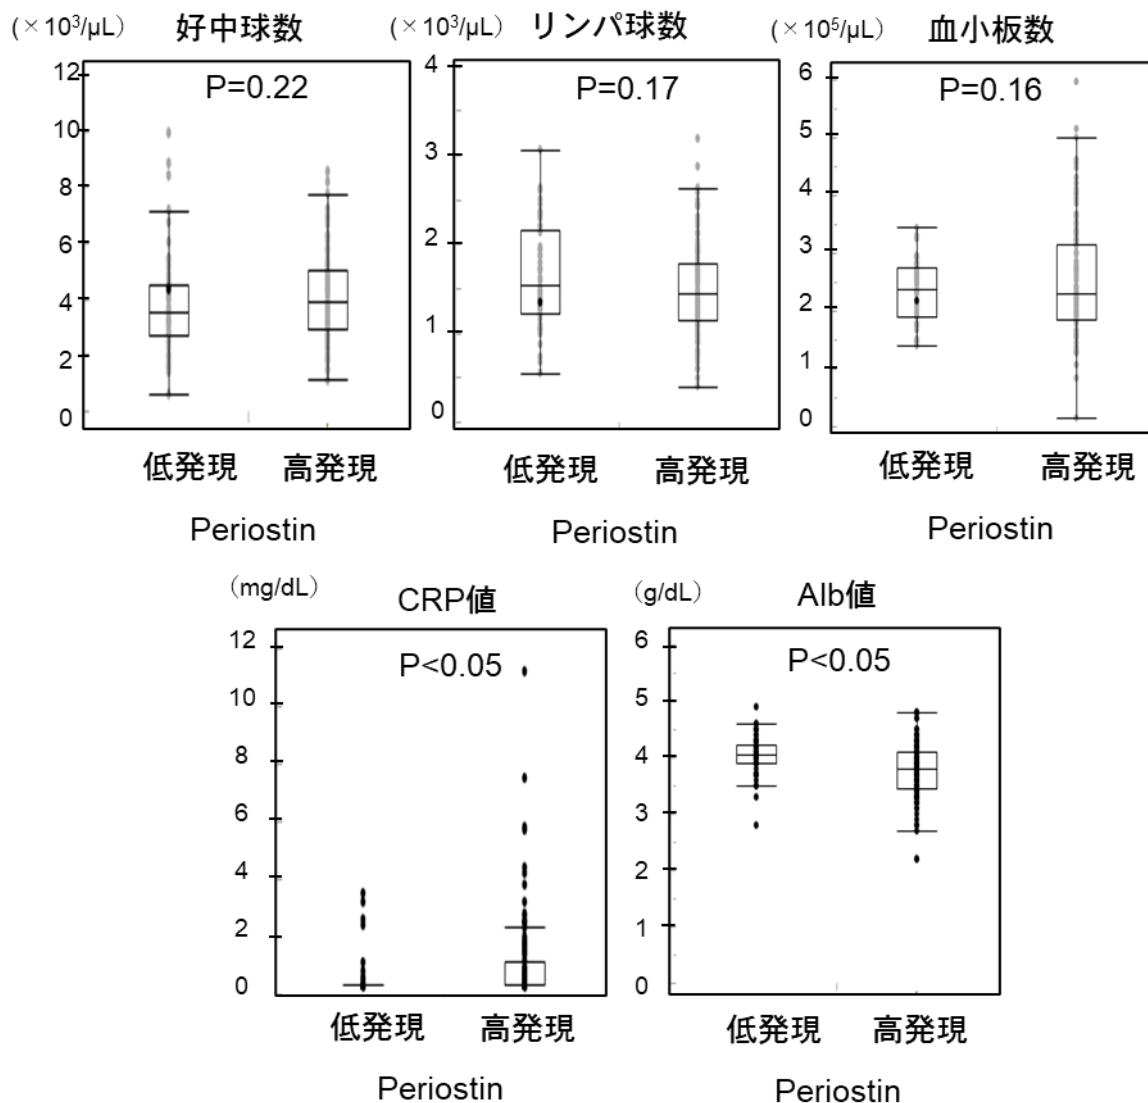 (×10³/μL) 好中球数
P=0.22
12
10
8
6
4
2
0
低発現 高発現
Periostin
(×10³/μL) リンパ球数
P=0.17
4
3
2
1
0
低発現 高発現
Periostin
(×10⁵/μL) 血小板数
P=0.16
6
5
4
3
2
1
0
低発現 高発現
Periostin
（mg/dL） CRP値
P<0.05
12
10
8
6
4
2
0
低発現 高発現
Periostin
（g/dL） Alb値
P<0.05
6
5
4
3
2
1
0
低発現 高発現
Periostin